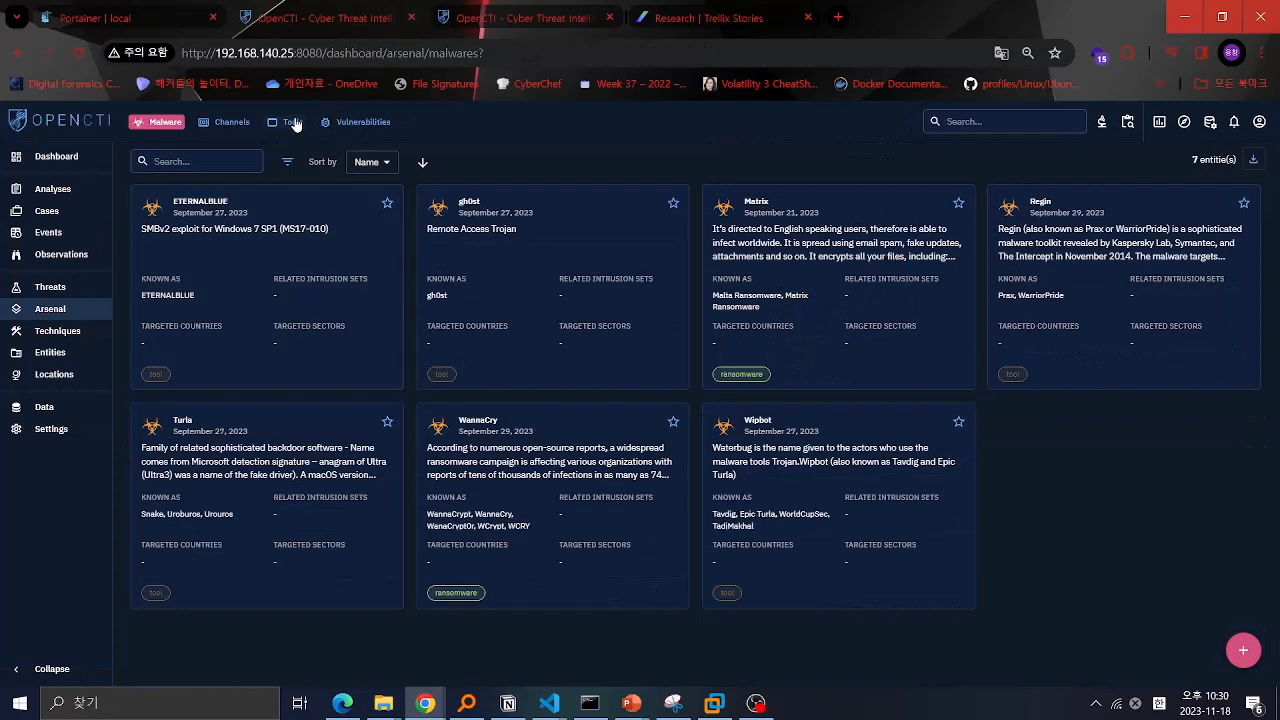 Portainer | local
OpenCTI - Cyber Threat Intelli
OpenCTI - Cyber Threat Intelli
Research | Trellix Stories
주의 요함
http://192.168.140.25:8080/dashboard/arsenal/malwares?
15
Digital Forensics C...
해커들의 놀이터, D...
개인자료 - OneDrive
File Signatures
CyberChef
Week 37 – 2022 –...
Volatility 3 CheatSh...
Docker Documenta...
profiles/Linux/Ubun...
모든 북마크
OPENCTI
Malware
Channels
Vulnerabilities
Search...
Dashboard
Analyses
Cases
Events
Observations
Threats
Arsenal
Techniques
Entities
Locations
Data
Settings
Collapse
Search...
Sort by
Name
7 entitie(s)
ETERNALBLUE
September 27, 2023
SMBv2 exploit for Windows 7 SP1 (MS17-010)
KNOWN AS
RELATED INTRUSION SETS
ETERNALBLUE
-
TARGETED COUNTRIES
TARGETED SECTORS
-
-
tool
gh0st
September 27, 2023
Remote Access Trojan
KNOWN AS
RELATED INTRUSION SETS
gh0st
-
TARGETED COUNTRIES
TARGETED SECTORS
-
-
tool
Matrix
September 21, 2023
It's directed to English speaking users, therefore is able to
infect worldwide. It is spread using email spam, fake updates,
attachments and so on. It encrypts all your files, including:...
KNOWN AS
RELATED INTRUSION SETS
Malta Ransomware, Matrix
Ransomware
-
TARGETED COUNTRIES
TARGETED SECTORS
-
-
ransomware
Regin
September 29, 2023
Regin (also known as Prax or WarriorPride) is a sophisticated
malware toolkit revealed by Kaspersky Lab, Symantec, and
The Intercept in November 2014. The malware targets...
KNOWN AS
RELATED INTRUSION SETS
Prax, WarriorPride
-
TARGETED COUNTRIES
TARGETED SECTORS
-
-
tool
Turla
September 27, 2023
Family of related sophisticated backdoor software - Name
comes from Microsoft detection signature – anagram of Ultra
(Ultra3) was a name of the fake driver). A macOS version...
KNOWN AS
RELATED INTRUSION SETS
Snake, Uroburos, Urouros
-
TARGETED COUNTRIES
TARGETED SECTORS
-
-
tool
WannaCry
September 29, 2023
According to numerous open-source reports, a widespread
ransomware campaign is affecting various organizations with
reports of tens of thousands of infections in as many as 74...
KNOWN AS
RELATED INTRUSION SETS
WannaCrypt, WannaCry,
WanaCrypt0r, WCrypt, WCRY
-
TARGETED COUNTRIES
TARGETED SECTORS
-
-
ransomware
Wipbot
September 27, 2023
Waterbug is the name given to the actors who use the
malware tools Trojan.Wipbot (also known as Tavdig and Epic
Turla)
KNOWN AS
RELATED INTRUSION SETS
Tavdig, Epic Turla, WorldCupSec,
TadjMakhal
-
TARGETED COUNTRIES
TARGETED SECTORS
-
-
tool
찾기
오후 10:30
2023-11-18
6